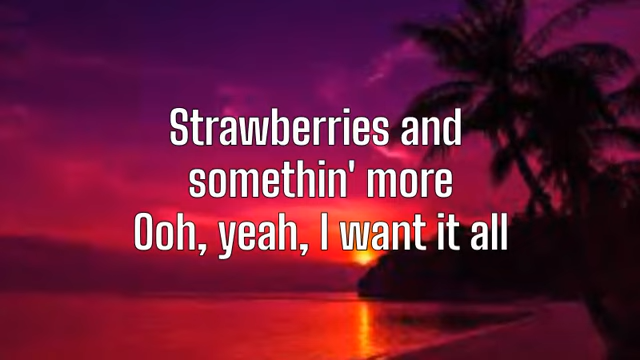 Strawberries and
somethin' more
Ooh, yeah, I want it all